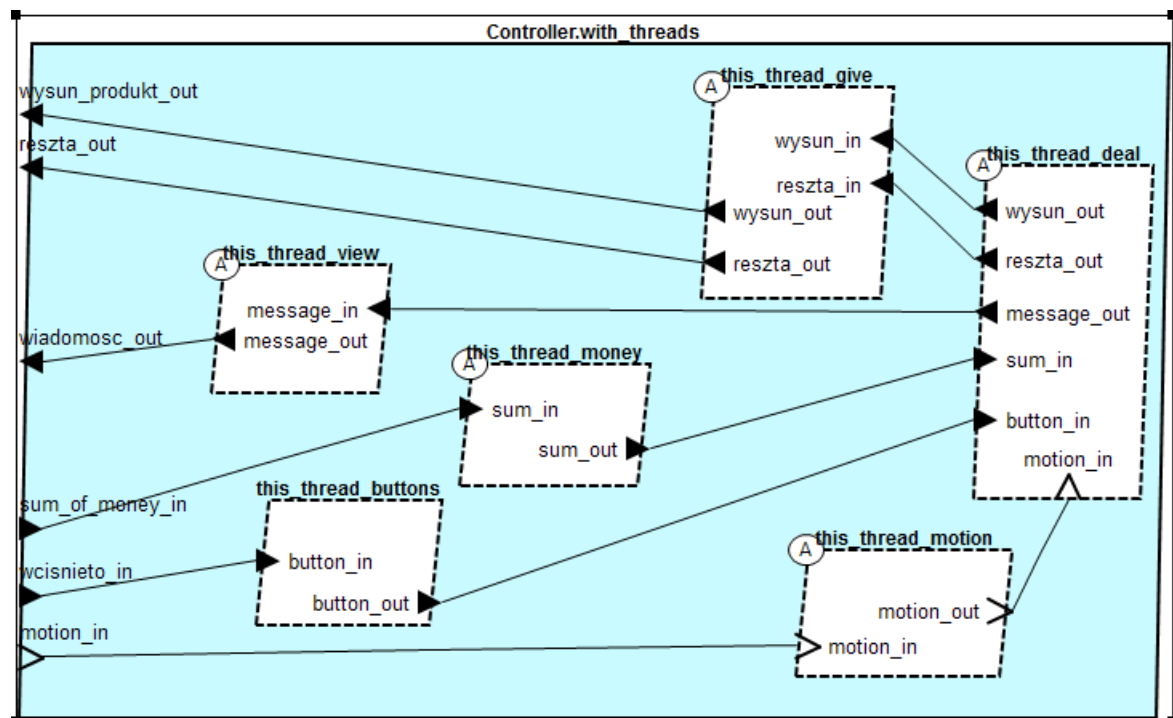 Controller.with_threads
this_thread_give
A
wysun_produkt_out
wysun_in
reszta_out
this_thread_deal
A
reszta_in
wysun_out
wysun_out
this_thread_view
A
reszta_out
reszta_out
message_in
message_out
wiadomosc_out
message_out
this_thread_money
A
sum_in
sum_in
button_in
sum_out
motion_in
this_thread_buttons
sum_of_money_in
this_thread_motion
A
button_in
wcisnieto_in
button_out
motion_out
motion_in
motion_in